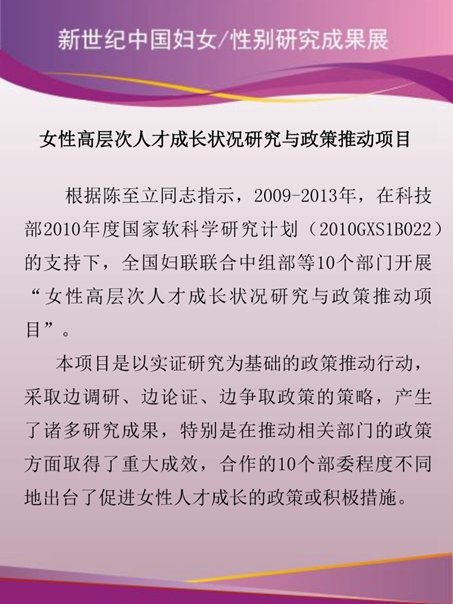 新世纪中国妇女/性别研究成果展
女性高层次人才成长状况研究与政策推动项目
根据陈至立同志指示，2009-2013年，在科技
部2010年度国家软科学研究计划（2010GXS1B022）
的支持下，全国妇联联合中组部等10个部门开展
“女性高层次人才成长状况研究与政策推动项
目”。
本项目是以实证研究为基础的政策推动行动，
采取边调研、边论证、边争取政策的策略，产生
了诸多研究成果，特别是在推动相关部门的政策
方面取得了重大成效，合作的10个部委程度不同
地出台了促进女性人才成长的政策或积极措施。